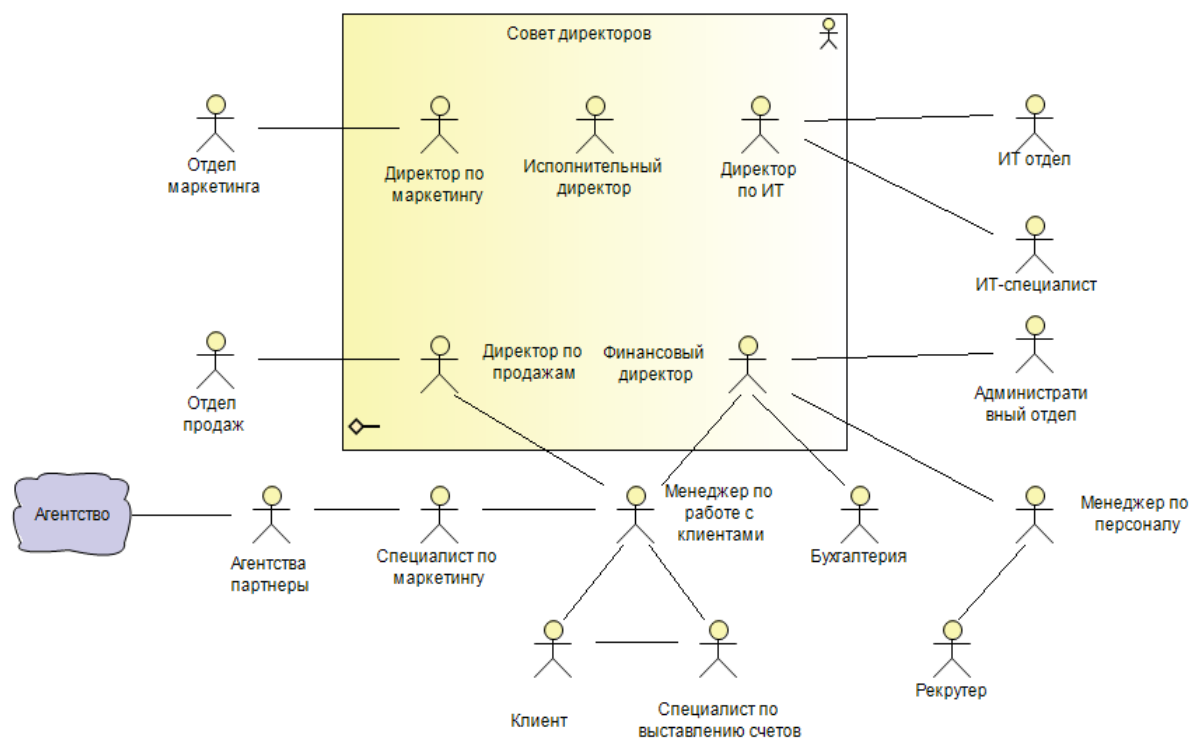 Совет директоров
Отдел
маркетинга
Директор по
маркетингу
Исполнительный
директор
Директор
по ИТ
ИТ отдел
ИТ-специалист
Отдел
продаж
Директор по
продажам
Финансовый
директор
Администрати
вный отдел
Агентство
Агентства
партнеры
Специалист по
маркетингу
Менеджер по
работе с
клиентами
Бухгалтерия
Менеджер по
персоналу
Клиент
Специалист по
выставлению счетов
Рекрутер